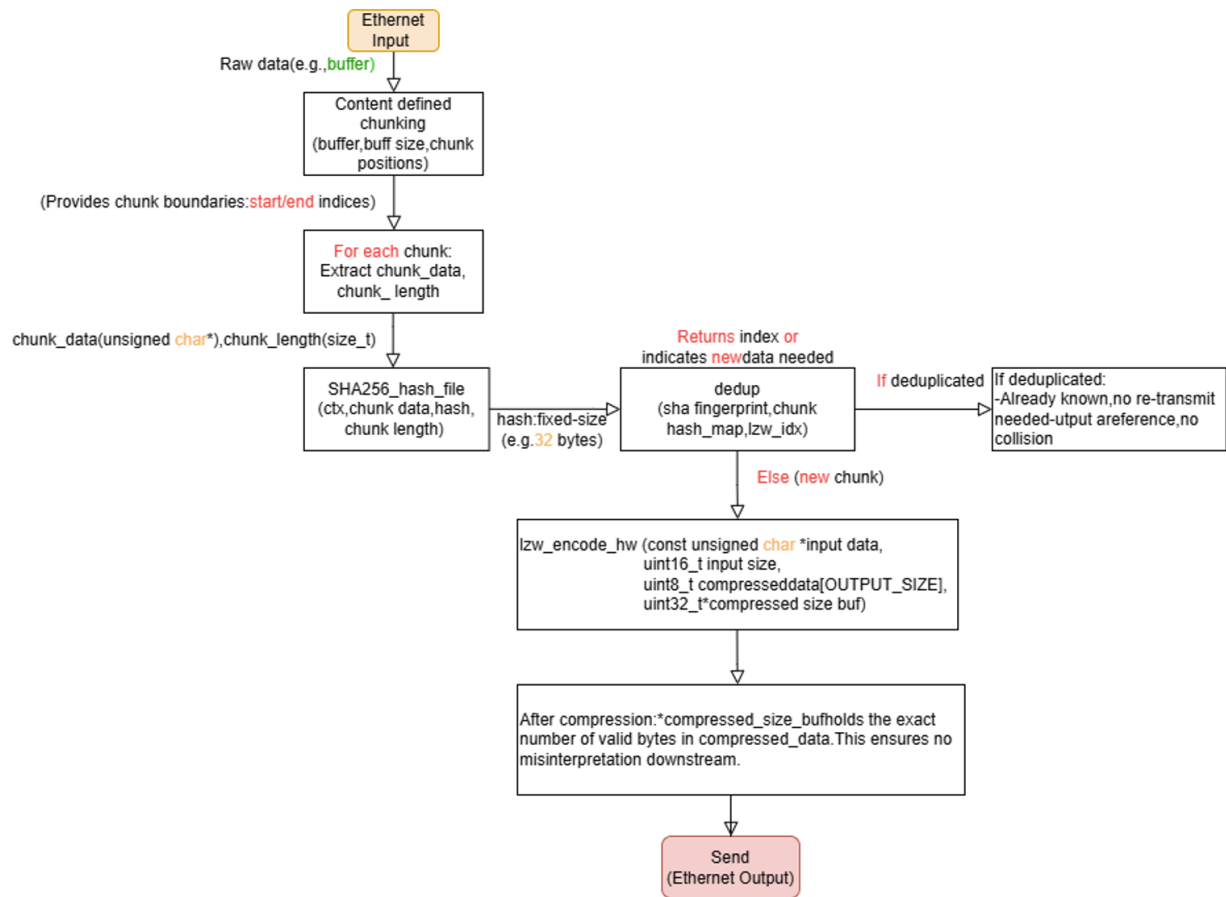 Ethernet
Input
Raw data(e.g.,buffer)
Content defined
chunking
(buffer,buff size,chunk
positions)
(Provides chunk boundaries:start/end indices)
For each chunk:
Extract chunk_data,
chunk_ length
chunk_data(unsigned char*),chunk_length(size_t)
SHA256_hash_file
(ctx,chunk data,hash,
chunk length)
hash:fixed-size
(e.g.32 bytes)
Returns index or
indicates newdata needed
dedup
(sha fingerprint,chunk
hash_map,lzw_idx)
If deduplicated
If deduplicated:
-Already known,no re-transmit
needed-utput areference,no
collision
Else (new chunk)
lzw_encode_hw (const unsigned char *input data,
uint16_t input size,
uint8_t compresseddata[OUTPUT_SIZE],
uint32_t*compressed size buf)
After compression:*compressed_size_bufholds the exact
number of valid bytes in compressed_data.This ensures no
misinterpretation downstream.
Send
(Ethernet Output)